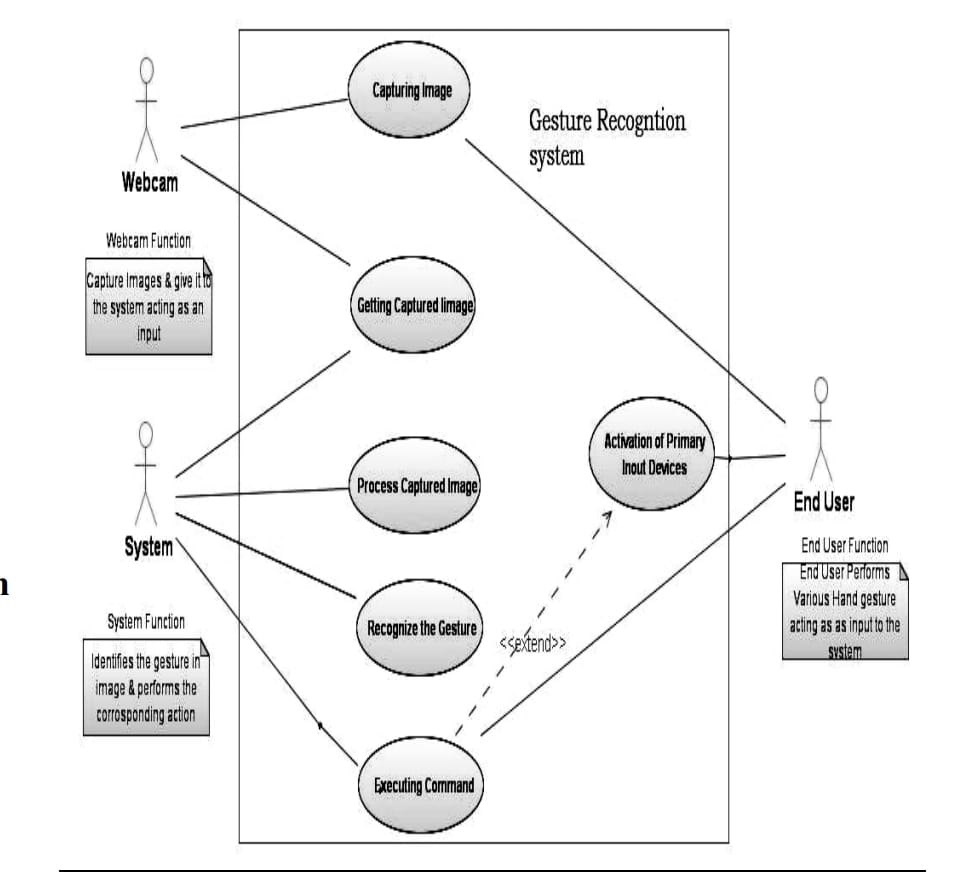 Capturing Image
Gesture Recogntion
system
Webcam
Webcam Function
Capture Images & give it to
the system acting as an
input
Getting Captured Iimage
Activation of Primary
Inout Devices
End User
End User Function
End User Performs
Various Hand gesture
acting as as input to the
system
Process Captured Image
System
System Function
Identifies the gesture in
image & performs the
corrosponding action
Recognize the Gesture
<<extend>>
Executing Command